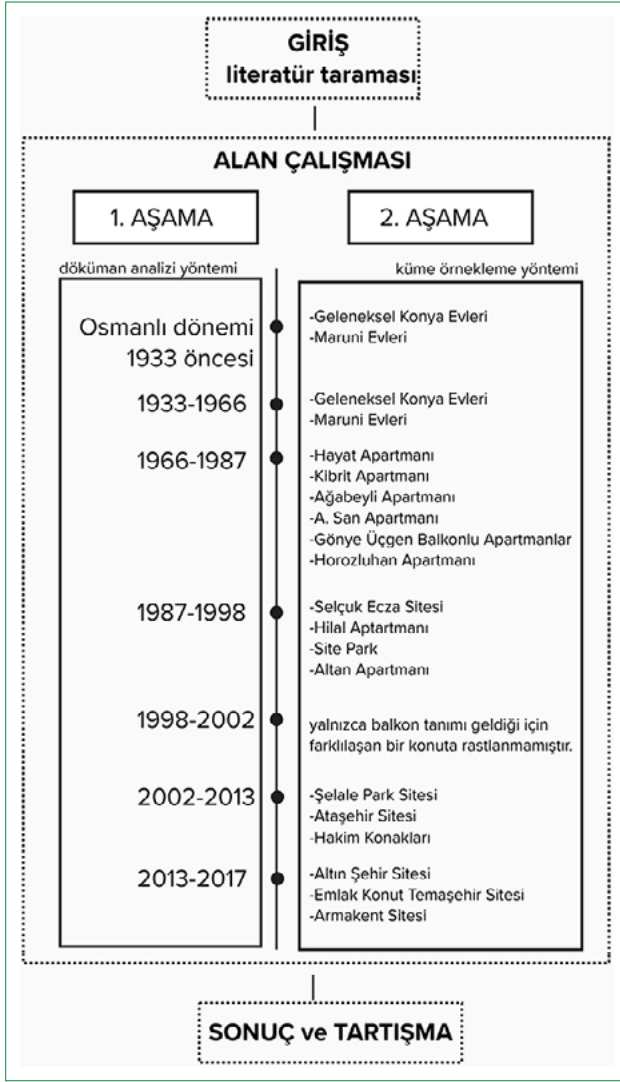 GİRİŞ
literatür taraması
ALAN ÇALIŞMASI
1. AŞAMA
2. AŞAMA
döküman analizi yöntemi
küme örnekleme yöntemi
Osmanlı dönemi
1933 öncesi
-Geleneksel Konya Evleri
-Maruni Evleri
1933-1966
-Geleneksel Konya Evleri
-Maruni Evleri
1966-1987
-Hayat Apartmanı
-Kibrit Apartmanı
-Ağabeyli Apartmanı
-A. San Apartmanı
-Gönye Üçgen Balkonlu Apartmanlar
-Horozluhan Apartmanı
1987-1998
-Selçuk Ecza Sitesi
-Hilal Aptartmanı
-Site Park
-Altan Apartmanı
1998-2002
yalnızca balkon tanımı geldiği için
farklılaşan bir konuta rastlanmamıştır.
2002-2013
-Şelale Park Sitesi
-Ataşehir Sitesi
-Hakim Konakları
2013-2017
-Altın Şehir Sitesi
-Emlak Konut Temaşehir Sitesi
-Armakent Sitesi
SONUÇ ve TARTIŞMA